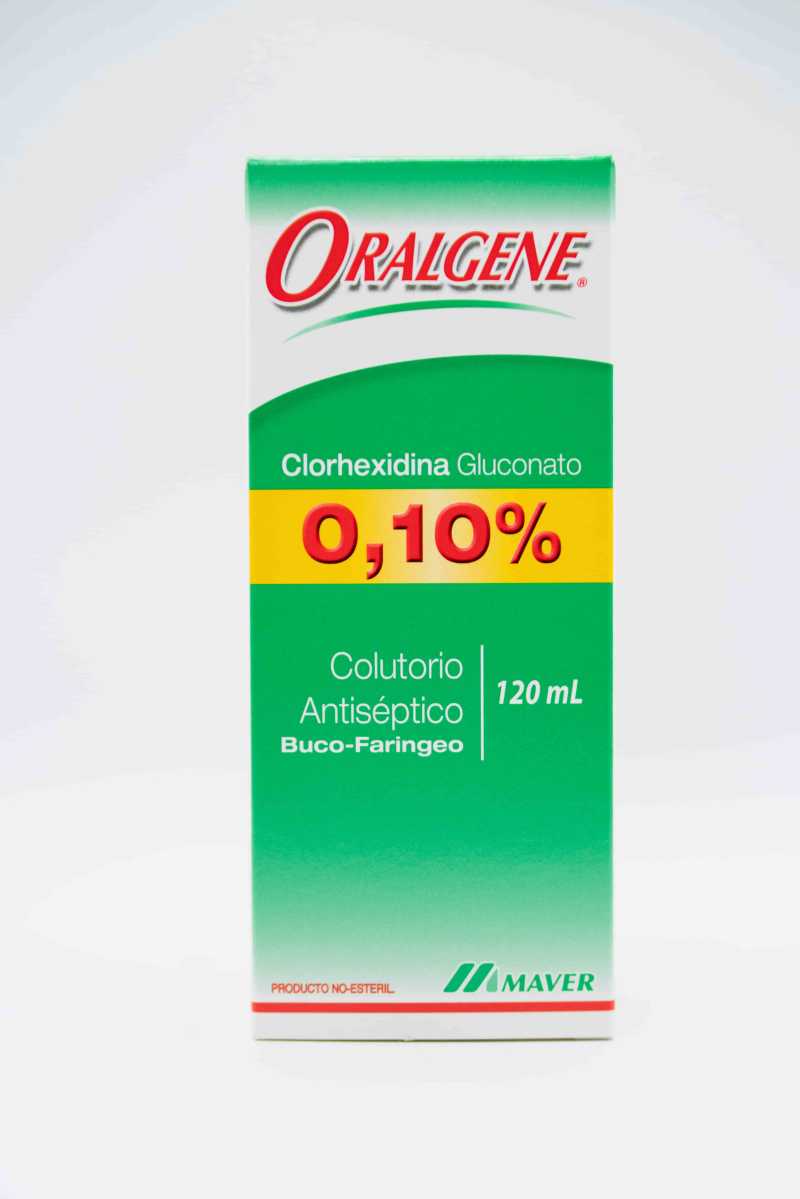 ORALGENE®
Clorhexidina Gluconato
0,10%
Colutorio
Antiséptico
Buco-Faringeo
120 mL
PRODUCTO NO-ESTERIL.
MAVER